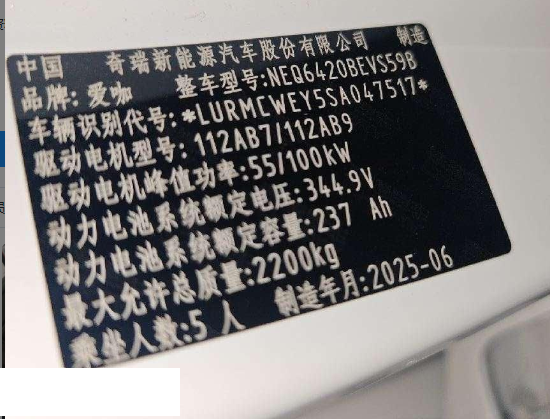 中国 奇瑞新能源汽车股份有限公司 制造
品牌: 爱咖 整车型号:NEQ6420BEVS59B
车辆识别代号: *LURMCWEY5SA047517*
驱动电机型号: 112AB7/112AB9
驱动电机峰值功率:55/100kW
动力电池系统额定电压:344.9V
动力电池系统额定容量:237 Ah
最大允许总质量:2200kg
乘坐人数:5 人 制造年月:2025-06